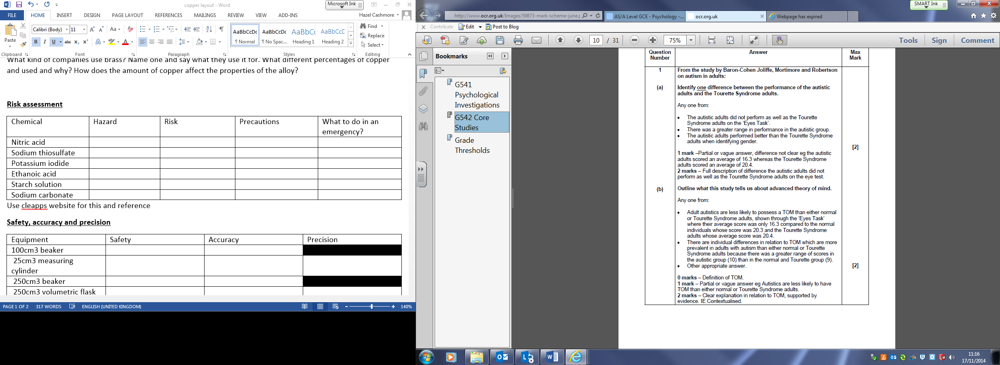 copper layout - Word
Microsoft Ink
FILE HOME INSERT DESIGN PAGE LAYOUT REFERENCES MAILINGS REVIEW VIEW ADD-INS
Hazel Cashmore
Paste
Calibri (Body) 11
Find
Replace
Select
AaBbCcDc AaBbCcDc AaBbC AaBbCcD
¶ Normal ¶ No Spac... Heading 1 Heading 2
Clipboard Font Paragraph Styles Editing
What kind of companies use brass? Name one and say what they use it for. What different percentages of copper
and used and why? How does the amount of copper affect the properties of the alloy?
Risk assessment
Chemical Hazard Risk Precautions What to do in an
emergency?
Nitric acid
Sodium thiosulfate
Potassium iodide
Ethanoic acid
Starch solution
Sodium carbonate
Use cleapps website for this and reference
Safety, accuracy and precision
Equipment Safety Accuracy Precision
100cm3 beaker
25cm3 measuring
cylinder
250cm3 beaker
250cm3 volumetric flask
PAGE 1 OF 2 317 WORDS ENGLISH (UNITED KINGDOM) 140%
SMART Ink
http://www.ocr.org.uk/Images/59873-mark-scheme-june.p
AS/A Level GCE - Psychology -...
ocr.org.uk
Webpage has expired
x Contribute Edit Post to Blog
10 / 31 75% Tools Sign Comment
Bookmarks
G541
Psychological
Investigations
G542 Core
Studies
Grade
Thresholds
Question
Number
Answer
Max
Mark
1 From the study by Baron-Cohen Joliffe, Mortimore and Robertson
on autism in adults:
(a) Identify one difference between the performance of the autistic
adults and the Tourette Syndrome adults.
Any one from:
• The autistic adults did not perform as well as the Tourette
Syndrome adults on the ‘Eyes Task’.
• There was a greater range in performance in the autistic group.
• The autistic adults performed better than the Tourette Syndrome
adults when identifying gender.
[2]
1 mark –Partial or vague answer, difference not clear eg the autistic
adults scored an average of 16.3 whereas the Tourette Syndrome
adults scored an average of 20.4.
2 marks – Full description of difference the autistic adults did not
perform as well as the Tourette Syndrome adults on the eye test.
(b) Outline what this study tells us about advanced theory of mind.
Any one from:
• Adult autistics are less likely to possess a TOM than either normal
or Tourette Syndrome adults, shown through the ‘Eyes Task’
where their average score was only 16.3 compared to the normal
individuals whose score was 20.3 and the Tourette Syndrome
adults whose average score was 20.4.
• There are individual differences in relation to TOM which are more
prevalent in adults with autism than either normal or Tourette
Syndrome adults because there was a greater range of scores in
the autistic group (10) than in the normal and Tourette group (9).
• Other appropriate answer.
[2]
0 marks – Definition of TOM.
1 mark – Partial or vague answer eg Autistics are less likely to have
TOM than either normal or Tourette Syndrome adults.
2 marks – Clear explanation in relation to TOM, supported by
evidence. IE Contextualised.
11:16
17/11/2014